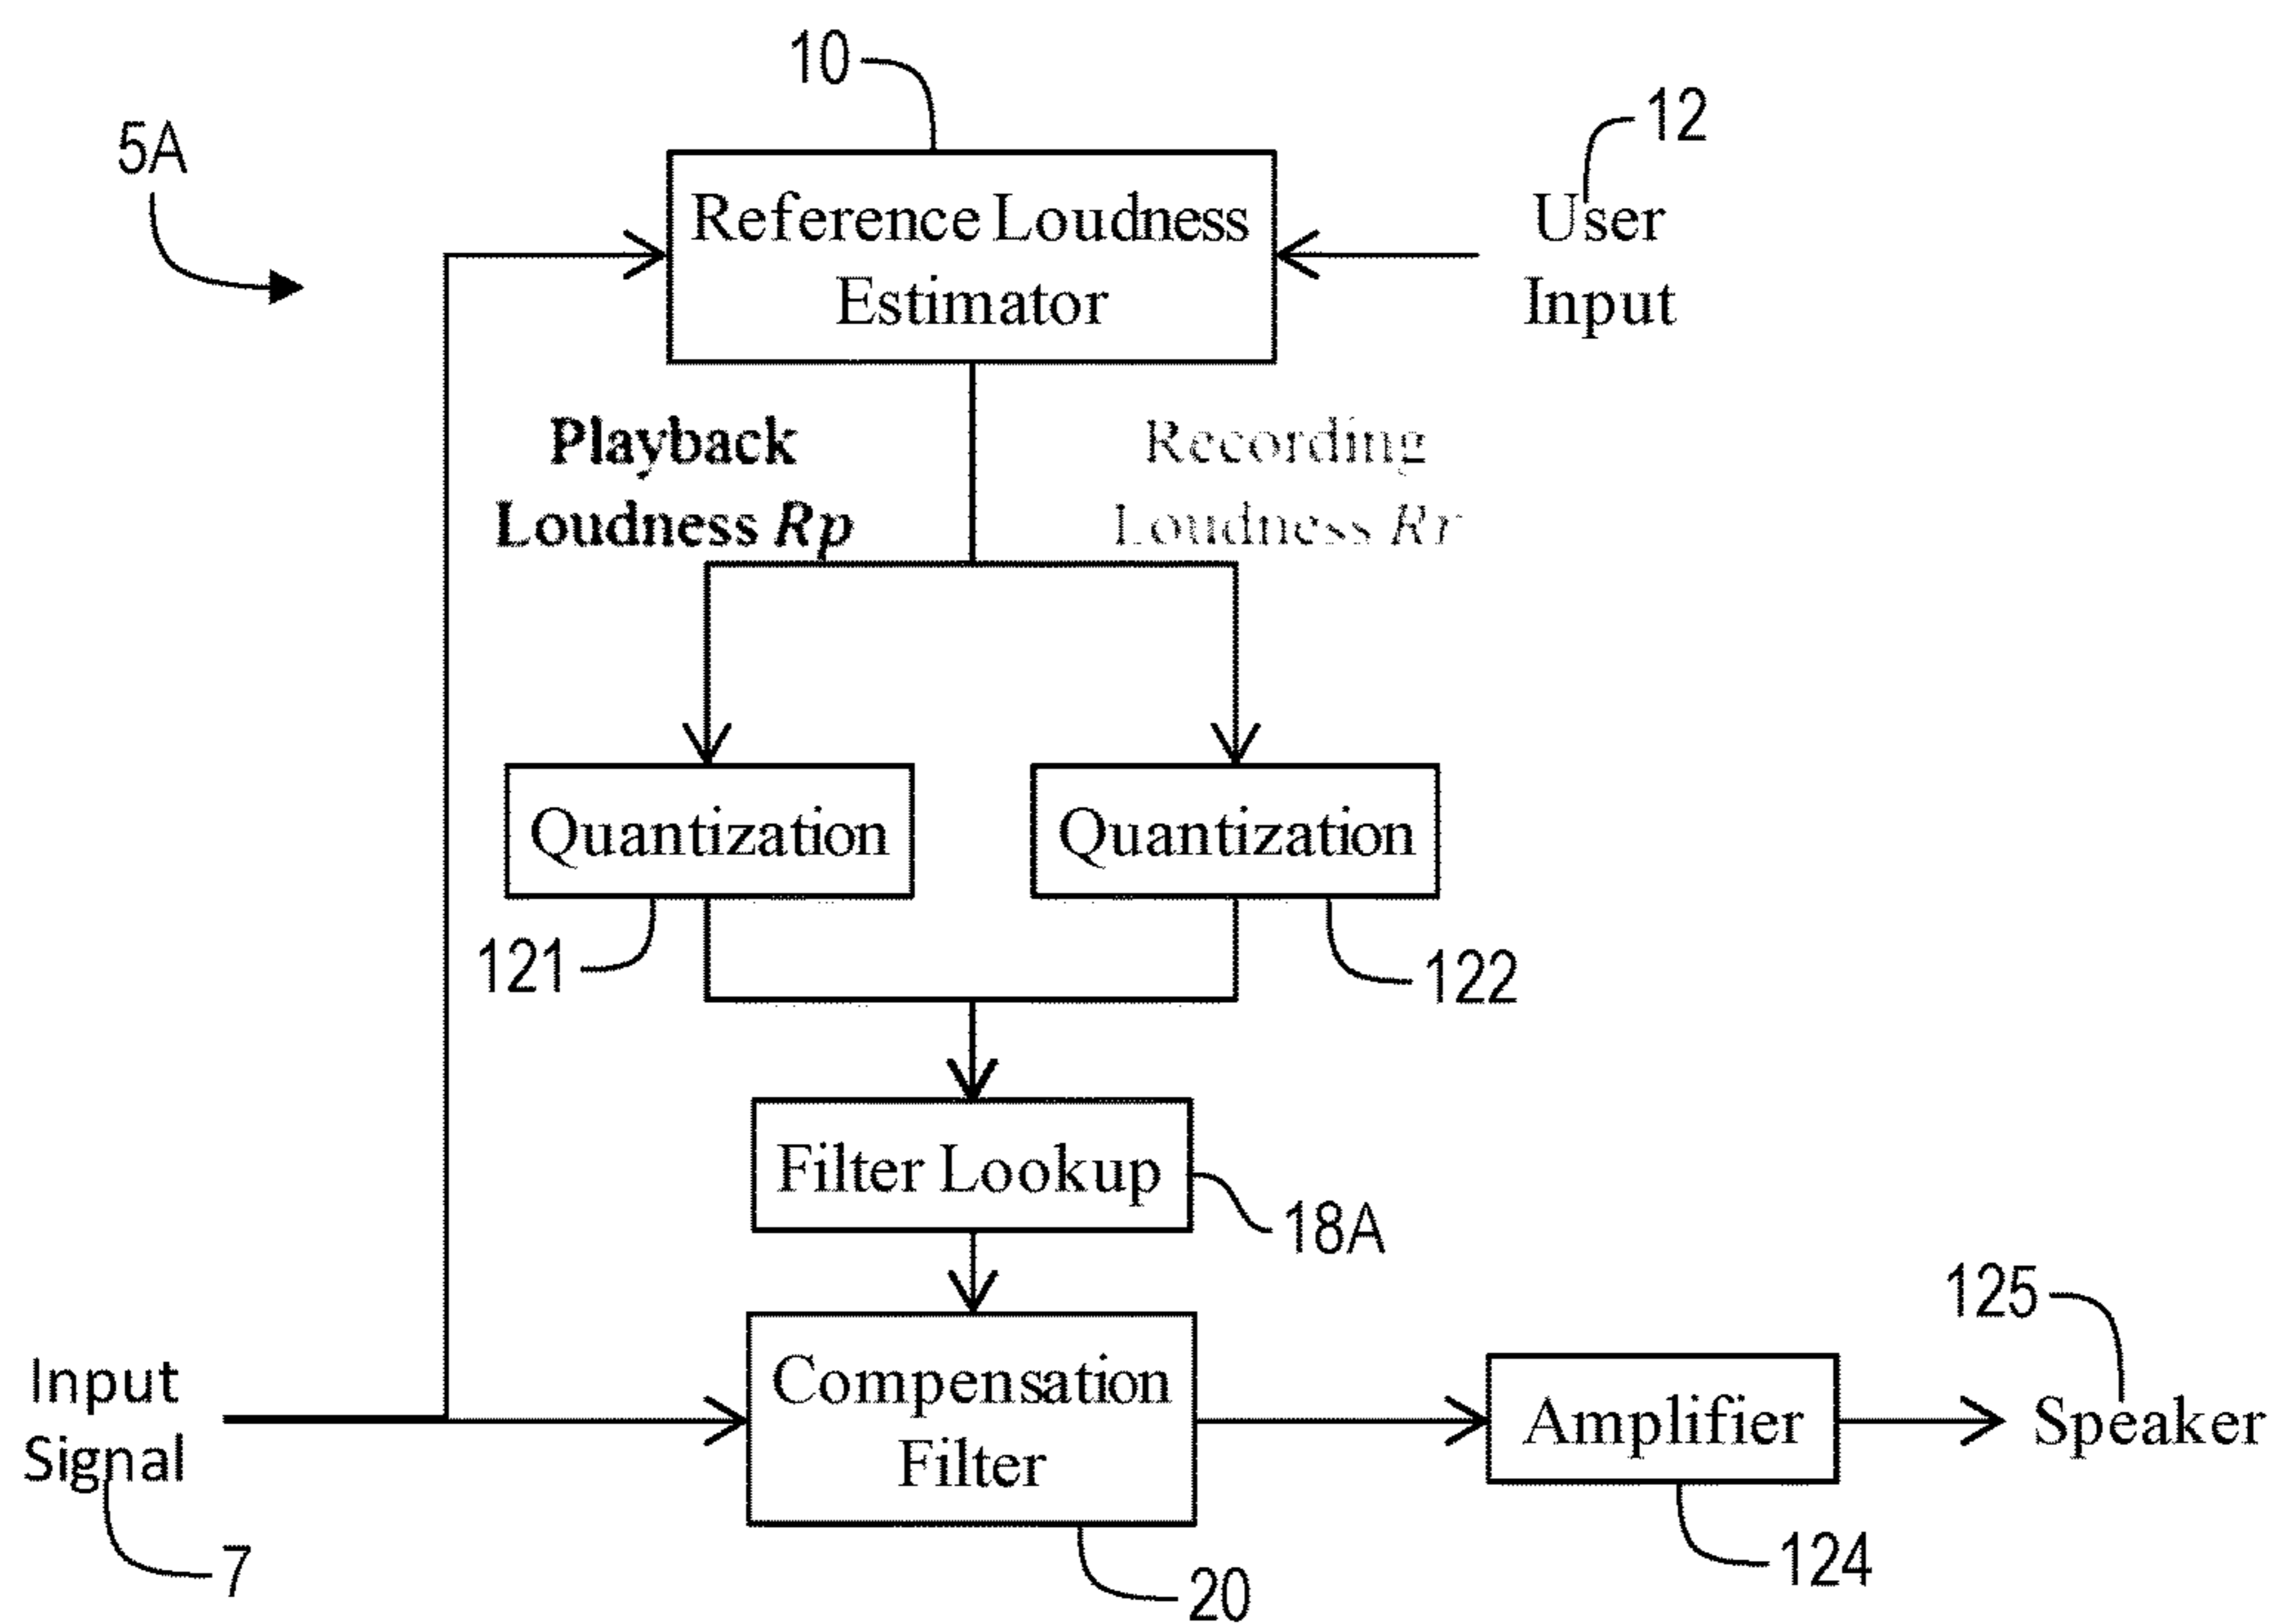 10
12
5A
Reference Loudness
Estimator
User
Input
Playback
Loudness Rp
Recording
Loudness Rr
Quantization
Quantization
121
122
Filter Lookup
18A
125
Input
Signal
Compensation
Filter
Amplifier
Speaker
7
20
124